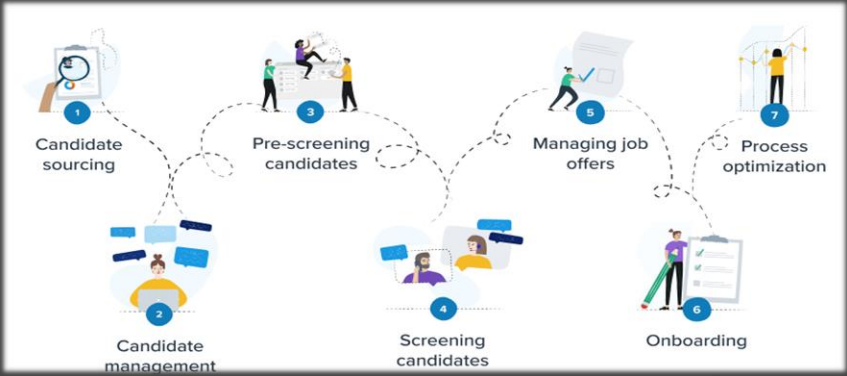 1
Candidate
sourcing
2
Candidate
management
3
Pre-screening
candidates
4
Screening
candidates
5
Managing job
offers
6
Onboarding
7
Process
optimization